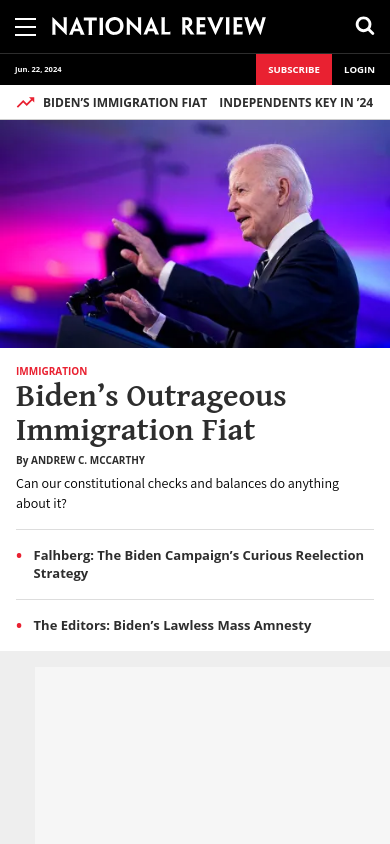 NATIONAL REVIEW
Jun. 22, 2024
SUBSCRIBE
LOGIN
BIDEN’S IMMIGRATION FIAT
INDEPENDENTS KEY IN ’24
IMMIGRATION
Biden’s Outrageous
Immigration Fiat
By ANDREW C. MCCARTHY
Can our constitutional checks and balances do anything
about it?
• Falhberg: The Biden Campaign’s Curious Reelection
Strategy
• The Editors: Biden’s Lawless Mass Amnesty